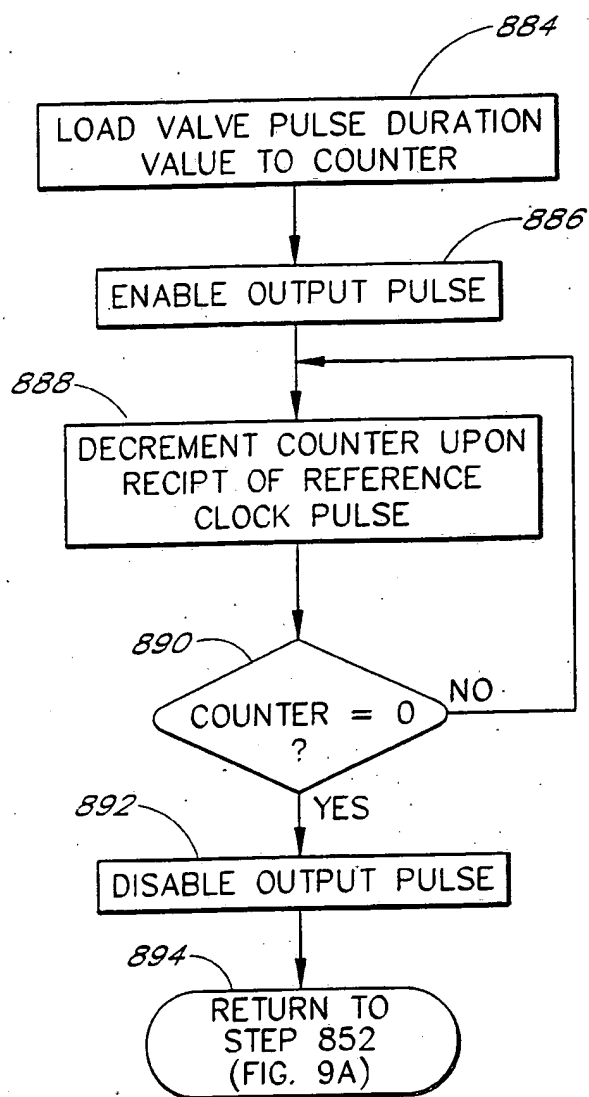 884
LOAD VALVE PULSE DURATION
VALUE TO COUNTER
886
ENABLE OUTPUT PULSE
888
DECREMENT COUNTER UPON
RECIPT OF REFERENCE
CLOCK PULSE
890
NO
COUNTER = 0
?
YES
892
DISABLE OUTPUT PULSE
894
RETURN TO
STEP 852
(FIG. 9A)